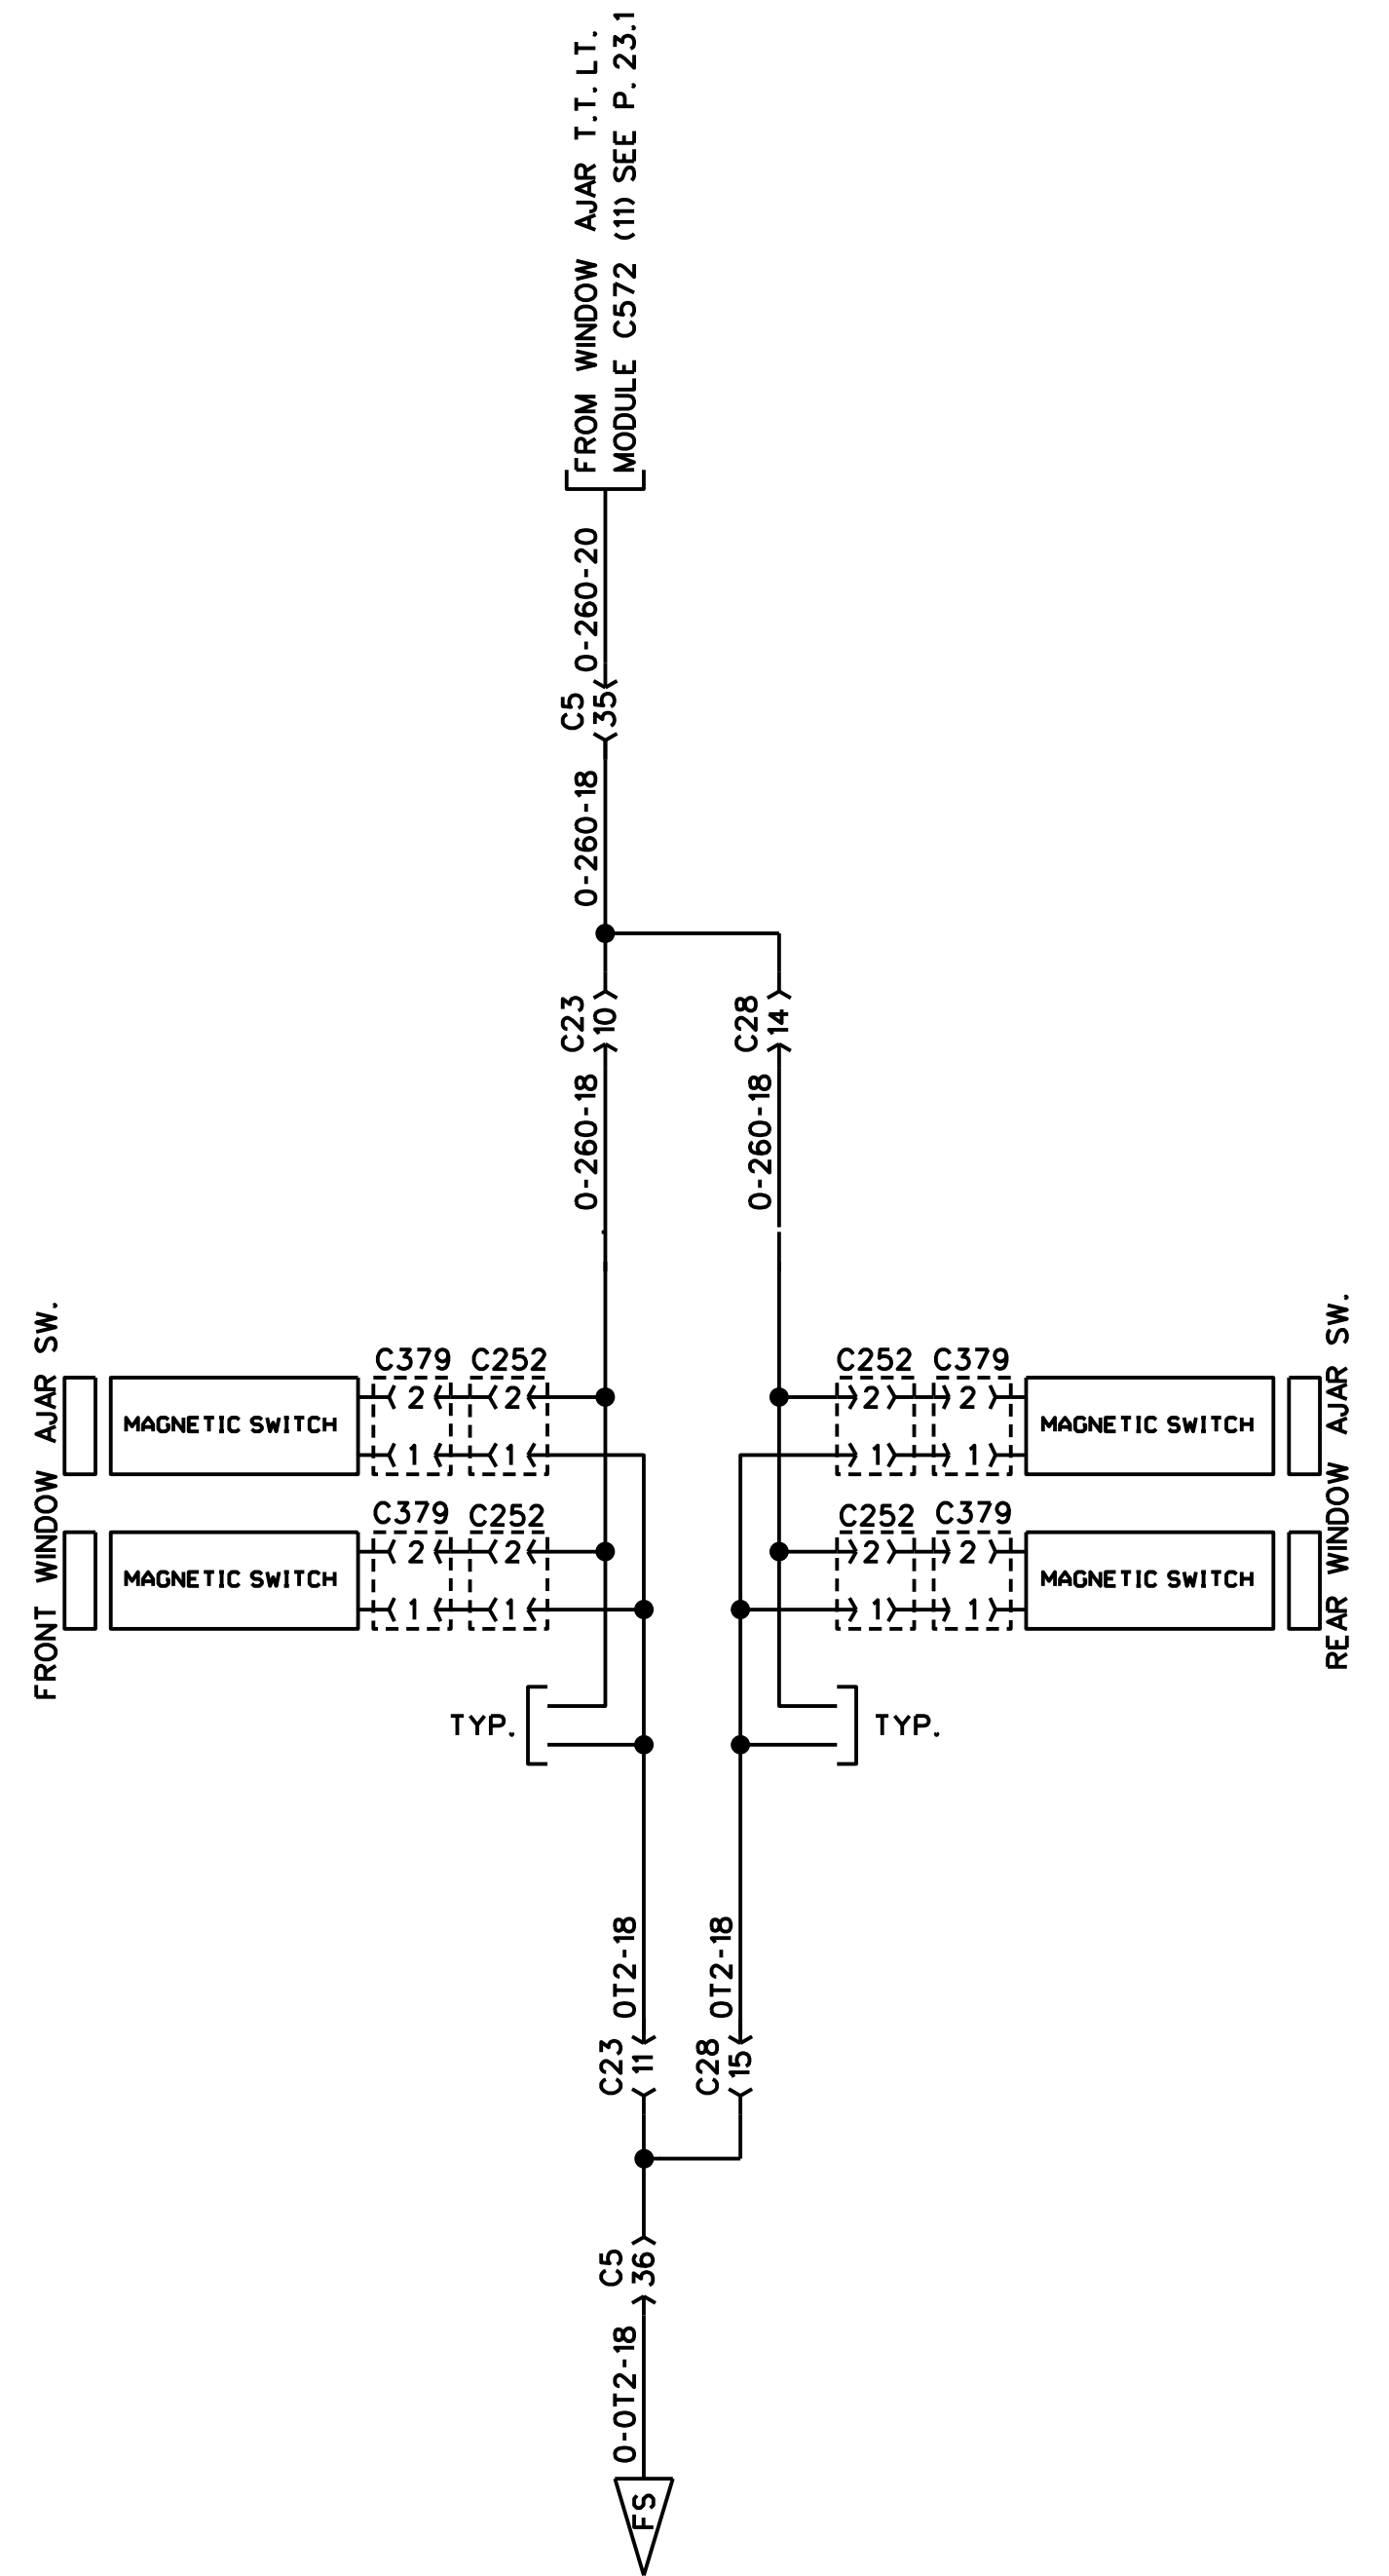 FROM WINDOW AJAR T.T. LT.
MODULE C572 (11) SEE P. 23.1
0-260-20
C5
35
0-260-18
C23
10
C28
14
0-260-18
0-260-18
FRONT WINDOW AJAR SW.
REAR WINDOW AJAR SW.
C379 C252
C252 C379
MAGNETIC SWITCH
2 2
2 2
MAGNETIC SWITCH
1 1
1 1
C379 C252
C252 C379
MAGNETIC SWITCH
2 2
2 2
MAGNETIC SWITCH
1 1
1 1
TYP.
TYP.
0T2-18
0T2-18
C23
11
C28
15
C5
36
0-0T2-18
FS